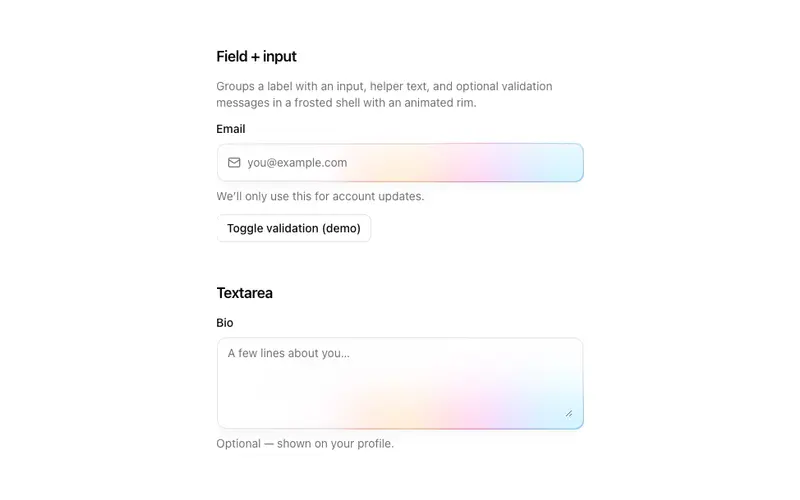 Field + input
Groups a label with an input, helper text, and optional validation
messages in a frosted shell with an animated rim.
Email
you@example.com
We'll only use this for account updates.
Toggle validation (demo)
Textarea
Bio
A few lines about you...
Optional — shown on your profile.